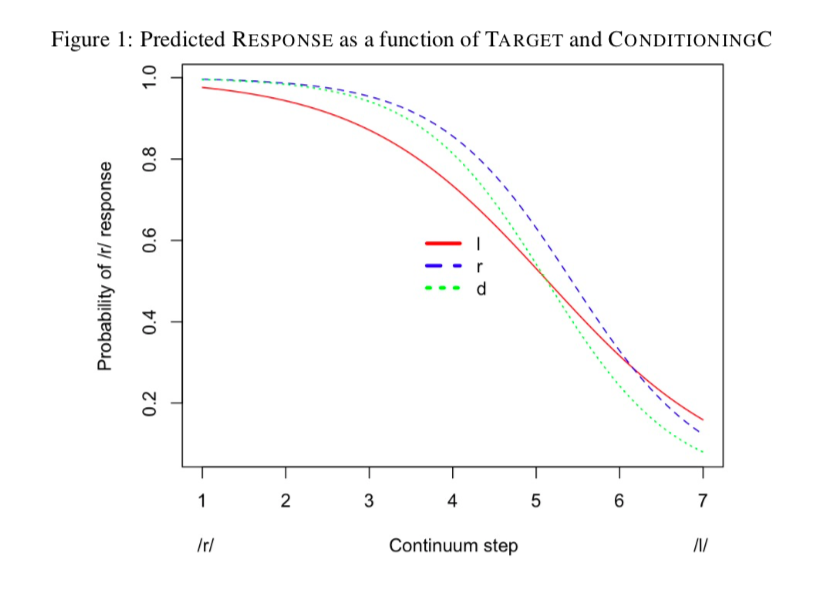 Figure 1: Predicted RESPONSE as a function of TARGET and CONDITIONINGC
1.0
0.8
0.6
0.4
0.2
Probability of /r/ response
l
r
d
1 2 3 4 5 6 7
/r/ Continuum step /l/